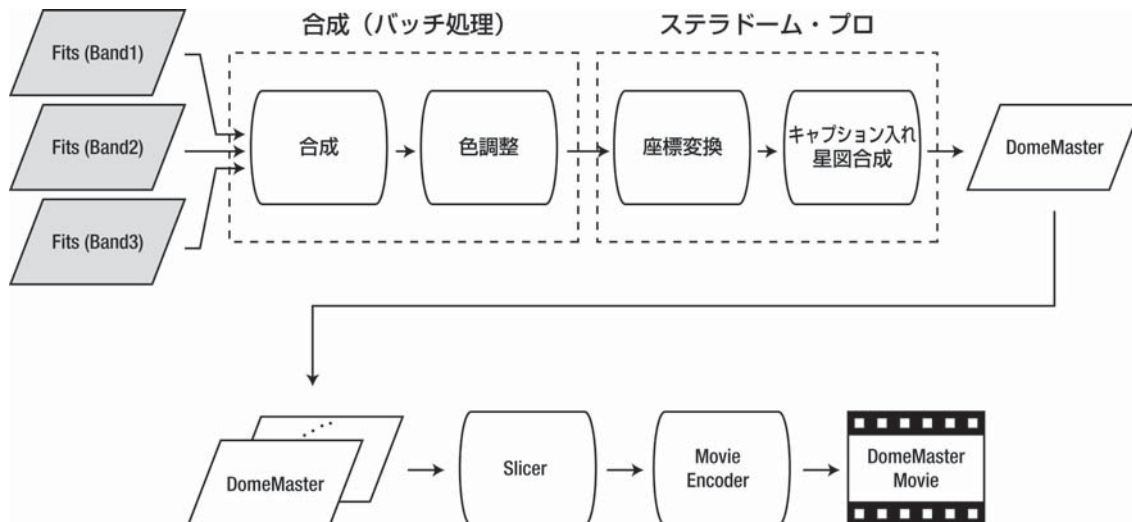 合成（バッチ処理）
ステラドーム・プロ
Fits (Band1)
Fits (Band2)
Fits (Band3)
合成
色調整
座標変換
キャプション入れ
星図合成
DomeMaster
DomeMaster
Slicer
Movie
Encoder
DomeMaster
Movie